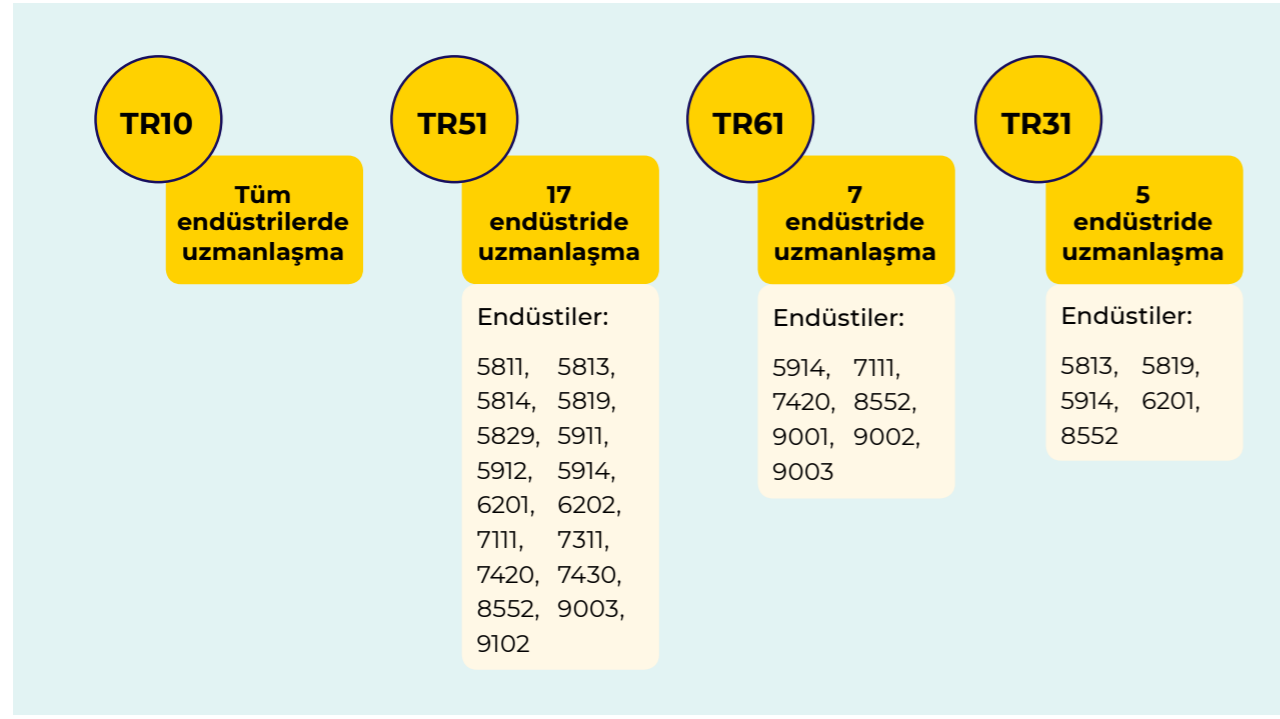 TR10
Tüm
endüstrilerde
uzmanlaşma
TR51
17
endüstride
uzmanlaşma
Endüstiler:
5811, 5813,
5814, 5819,
5829, 5911,
5912, 5914,
6201, 6202,
7111, 7311,
7420, 7430,
8552, 9003,
9102
TR61
7
endüstride
uzmanlaşma
Endüstiler:
5914, 7111,
7420, 8552,
9001, 9002,
9003
TR31
5
endüstride
uzmanlaşma
Endüstiler:
5813, 5819,
5914, 6201,
8552